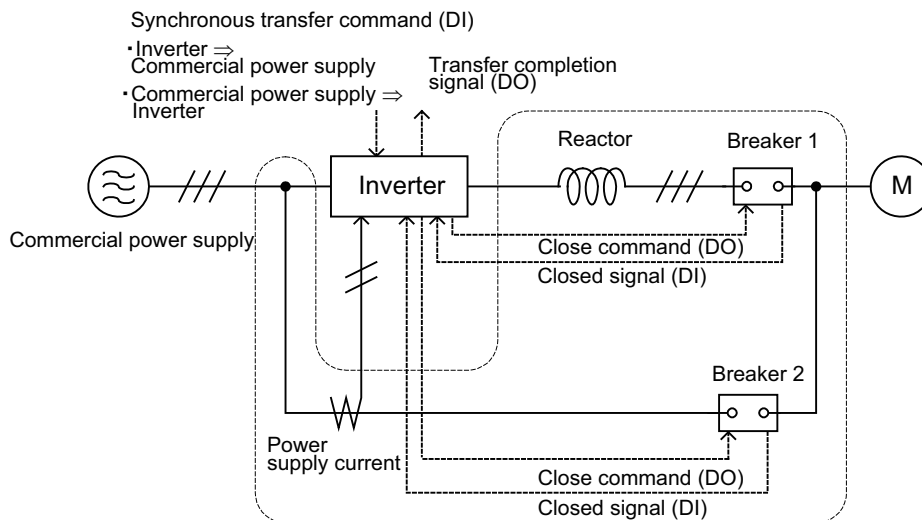 Synchronous transfer command (DI)
・Inverter ⇒
Commercial power supply
・Commercial power supply ⇒
Inverter
Transfer completion
signal (DO)
Reactor
Breaker 1
Inverter
M
Commercial power supply
Close command (DO)
Closed signal (DI)
Breaker 2
Power
supply current
Close command (DO)
Closed signal (DI)